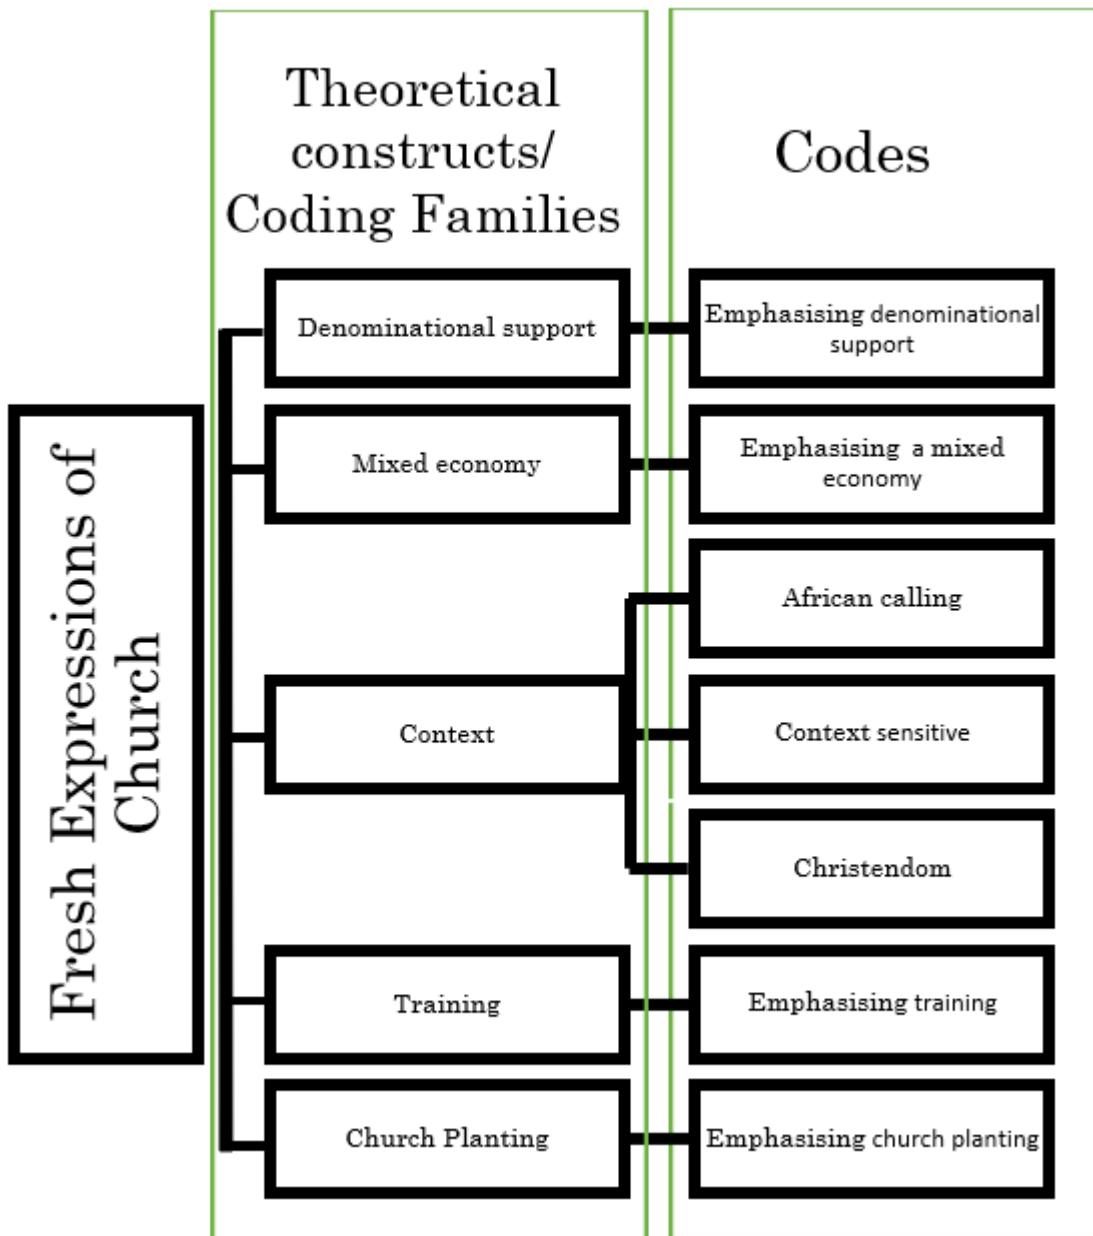 Theoretical
constructs/
Coding Families
Codes
Fresh Expressions of
Church
Denominational support
Emphasising denominational
support
Mixed economy
Emphasising a mixed
economy
Context
African calling
Context sensitive
Christendom
Training
Emphasising training
Church Planting
Emphasising church planting